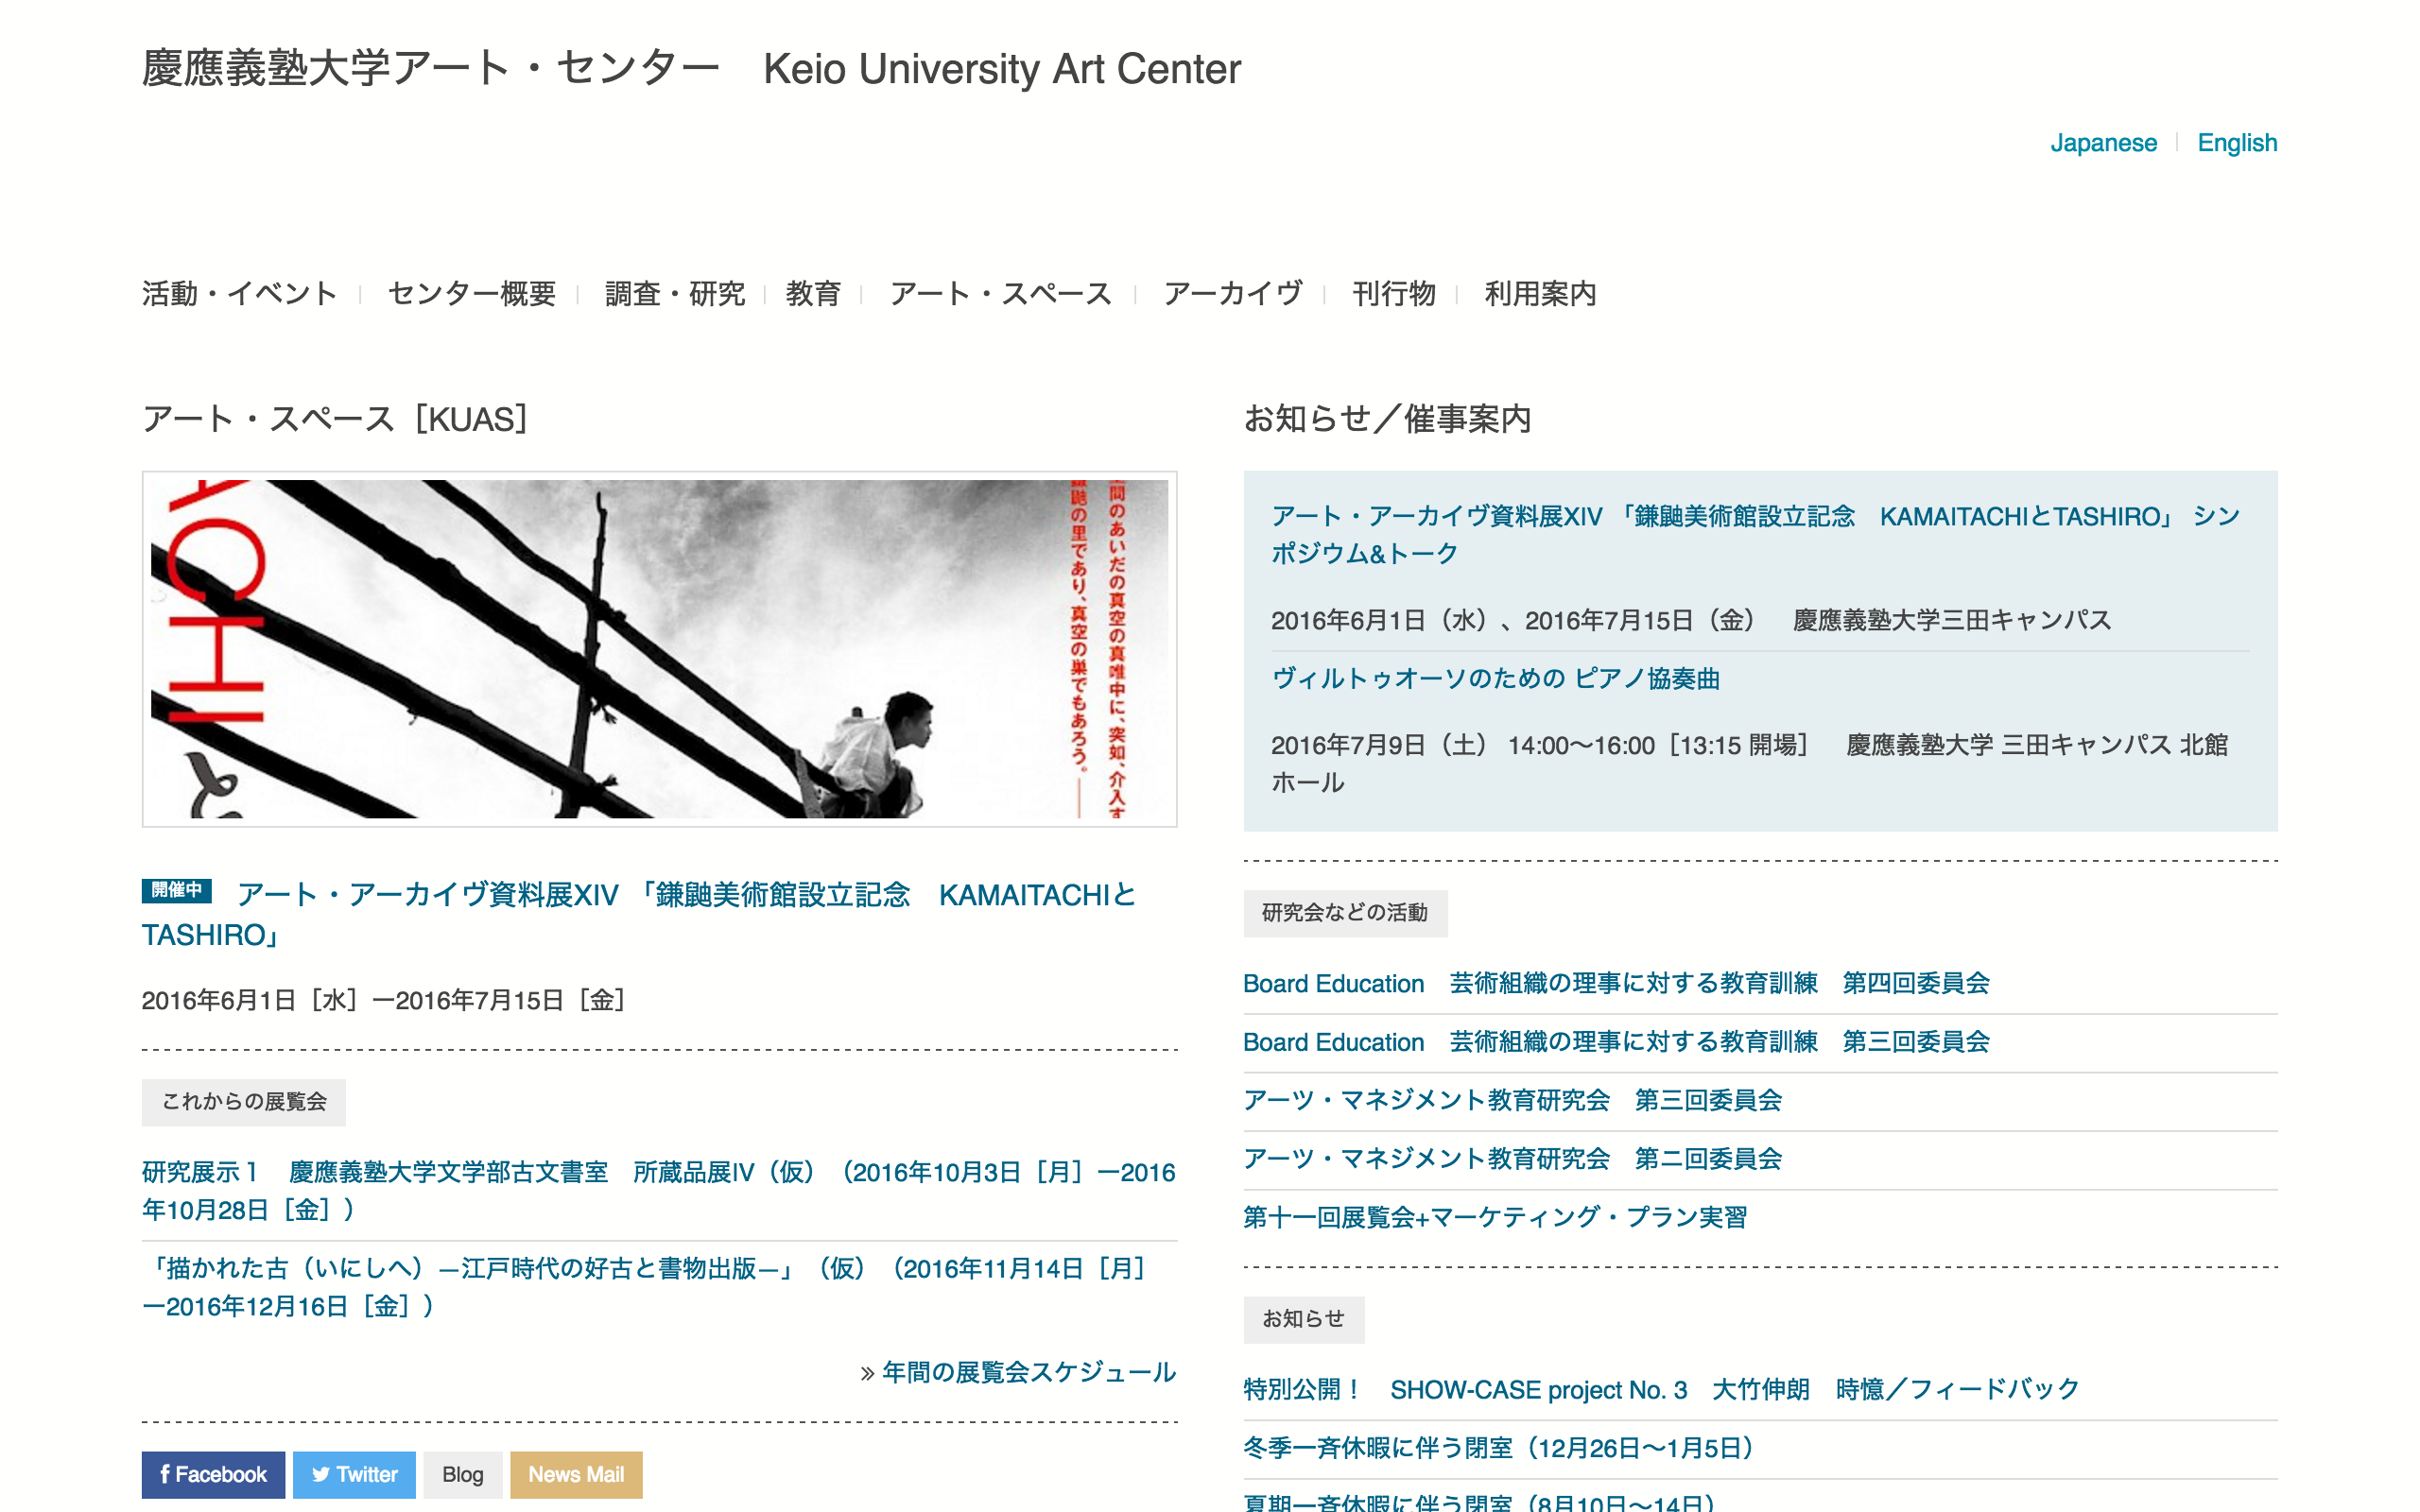 慶應義塾大学アート・センター　Keio University Art Center
Japanese
English
活動・イベント
センター概要
調査・研究
教育
アート・スペース
アーカイヴ
刊行物
利用案内
アート・スペース［KUAS］
ACHI
と
間のあいだの真空の真唯中に、突如、介入す
鎌鼬の里であり、真空の巣でもあろう。——
開催中 アート・アーカイヴ資料展XIV 「鎌鼬美術館設立記念　KAMAITACHIと
TASHIRO」
2016年6月1日［水］ー2016年7月15日［金］
これからの展覧会
研究展示１　慶應義塾大学文学部古文書室　所蔵品展IV（仮）（2016年10月3日［月］ー2016
年10月28日［金］）
「描かれた古（いにしへ）—江戸時代の好古と書物出版—」（仮）（2016年11月14日［月］
ー2016年12月16日［金］）
» 年間の展覧会スケジュール
Facebook
Twitter
Blog
News Mail
お知らせ／催事案内
アート・アーカイヴ資料展XIV 「鎌鼬美術館設立記念　KAMAITACHIとTASHIRO」 シン
ポジウム&トーク
2016年6月1日（水）、2016年7月15日（金）　慶應義塾大学三田キャンパス
ヴィルトゥオーソのための ピアノ協奏曲
2016年7月9日（土） 14:00〜16:00［13:15 開場］　慶應義塾大学 三田キャンパス 北館
ホール
研究会などの活動
Board Education　芸術組織の理事に対する教育訓練　第四回委員会
Board Education　芸術組織の理事に対する教育訓練　第三回委員会
アーツ・マネジメント教育研究会　第三回委員会
アーツ・マネジメント教育研究会　第二回委員会
第十一回展覧会+マーケティング・プラン実習
お知らせ
特別公開！　SHOW-CASE project No. 3　大竹伸朗　時憶／フィードバック
冬季一斉休暇に伴う閉室（12月26日〜1月5日）
夏期一斉休暇に伴う閉室（8月10日〜14日）